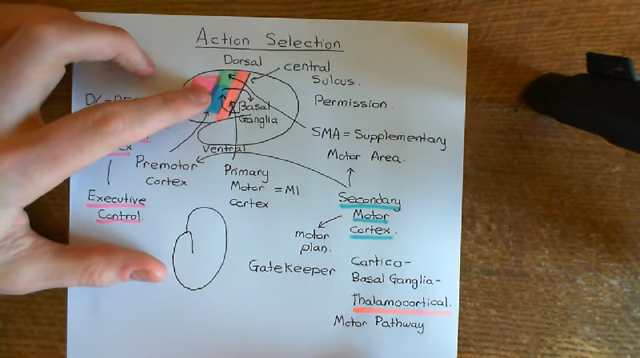 Action Selection
Dorsal
central
Sulcus.
Permission.
Basal
Ganglia
SMA = Supplementary
Motor Area.
Ventral
Premotor
cortex
Primary
Motor = M1
cortex
Executive
Control.
Secondary
Motor
cortex.
motor
plan.
Gatekeeper
Cartico-
Basal Ganglia-
Thalamocortical.
Motor Pathway